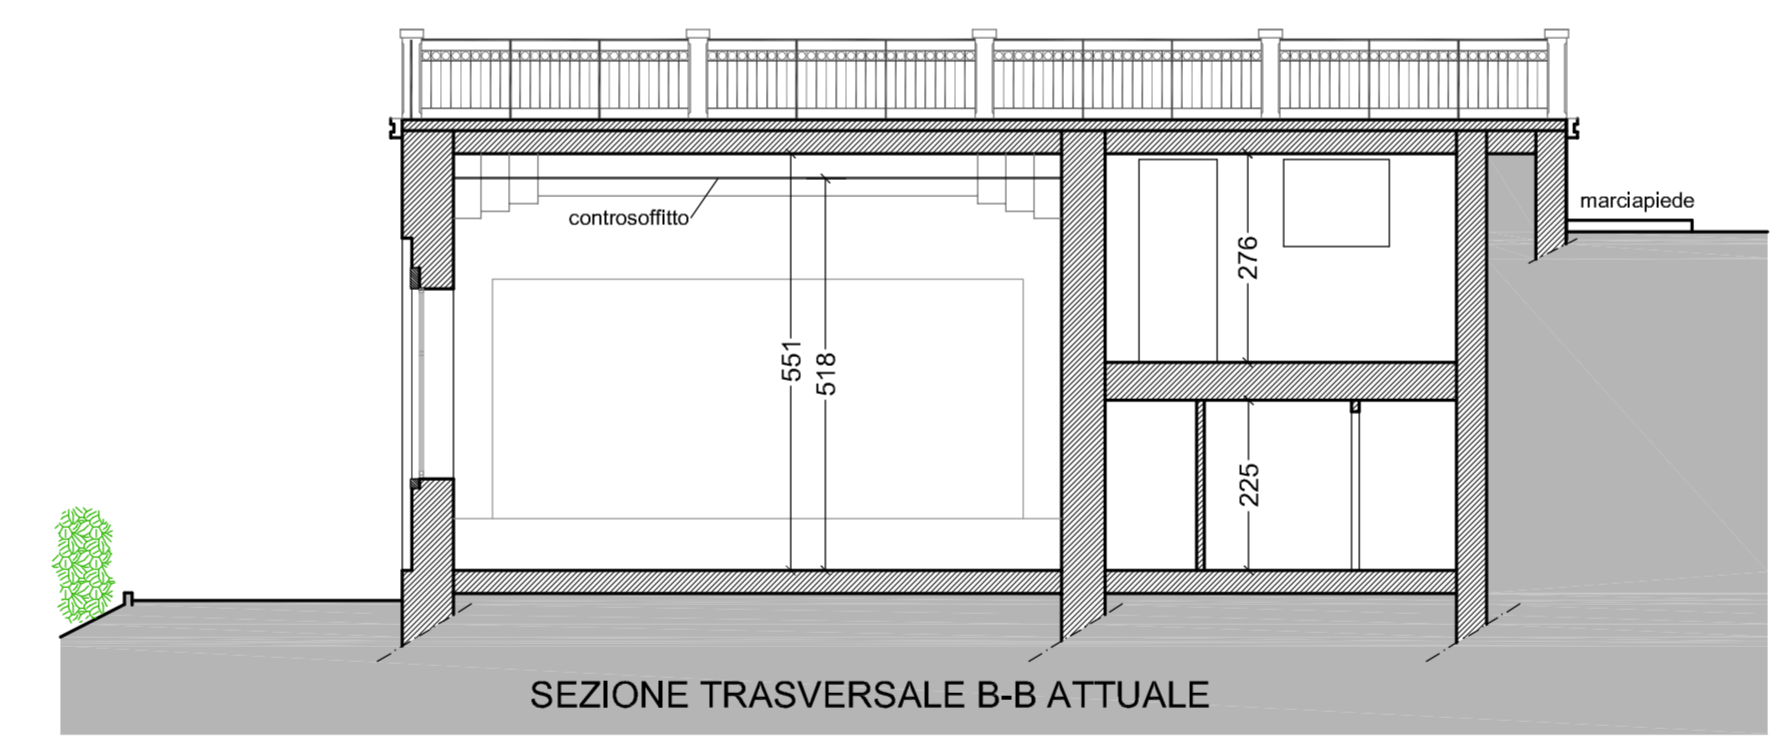 marciapiede
controsoffitto
276
551
518
225
SEZIONE TRASVERSALE B-B ATTUALE